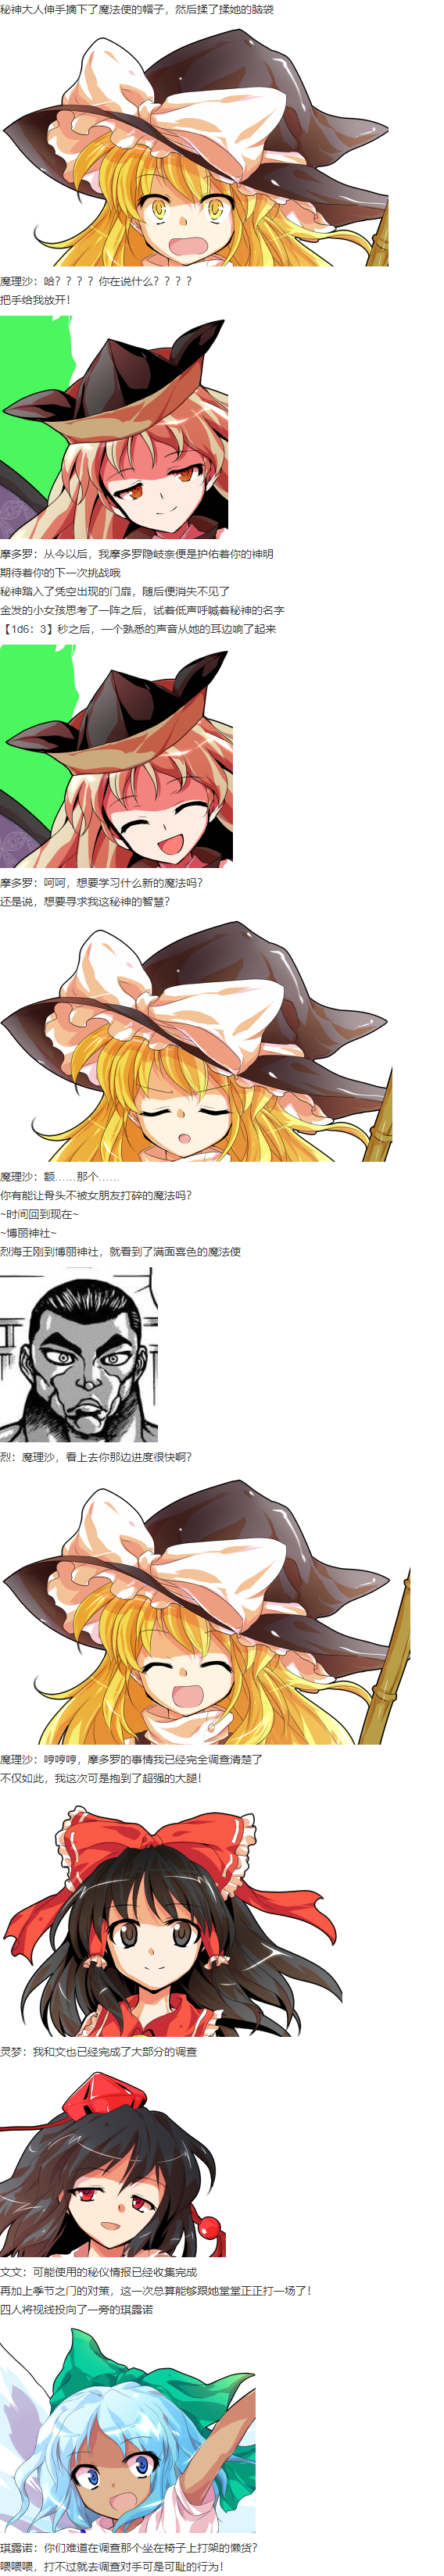 秘神大人伸手摘下了魔法使的帽子，然后揉了揉她的脑袋
魔理沙：哈？？？？你在说什么？？？？
把手给我放开！
摩多罗：从今以后，我摩多罗隐岐奈便是护佑着你的神明
期待着你的下一次挑战哦
秘神踏入了凭空出现的门扉，随后便消失不见了
金发的小女孩思考了一阵之后，试着低声呼喊着秘神的名字
【1d6：3】秒之后，一个熟悉的声音从她的耳边响了起来
摩多罗：呵呵，想要学习什么新的魔法吗？
还是说，想要寻求我这秘神的智慧？
魔理沙：额……那个……
你有能让骨头不被女朋友打碎的魔法吗？
~时间回到现在~
~博丽神社~
烈海王刚到博丽神社，就看到了满面喜色的魔法使
烈：魔理沙，看上去你那边进度很快啊？
魔理沙：哼哼哼，摩多罗的事情我已经完全调查清楚了
不仅如此，我这次可是抱到了超强的大腿！
灵梦：我和文也已经完成了大部分的调查
文文：可能使用的秘仪情报已经收集完成
再加上季节之门的对策，这一次总算能够跟她堂堂正正打一场了！
四人将视线投向了一旁的琪露诺
琪露诺：你们难道在调查那个坐在椅子上打架的懒货？
喂喂喂，打不过就去调查对手可是可耻的行为！